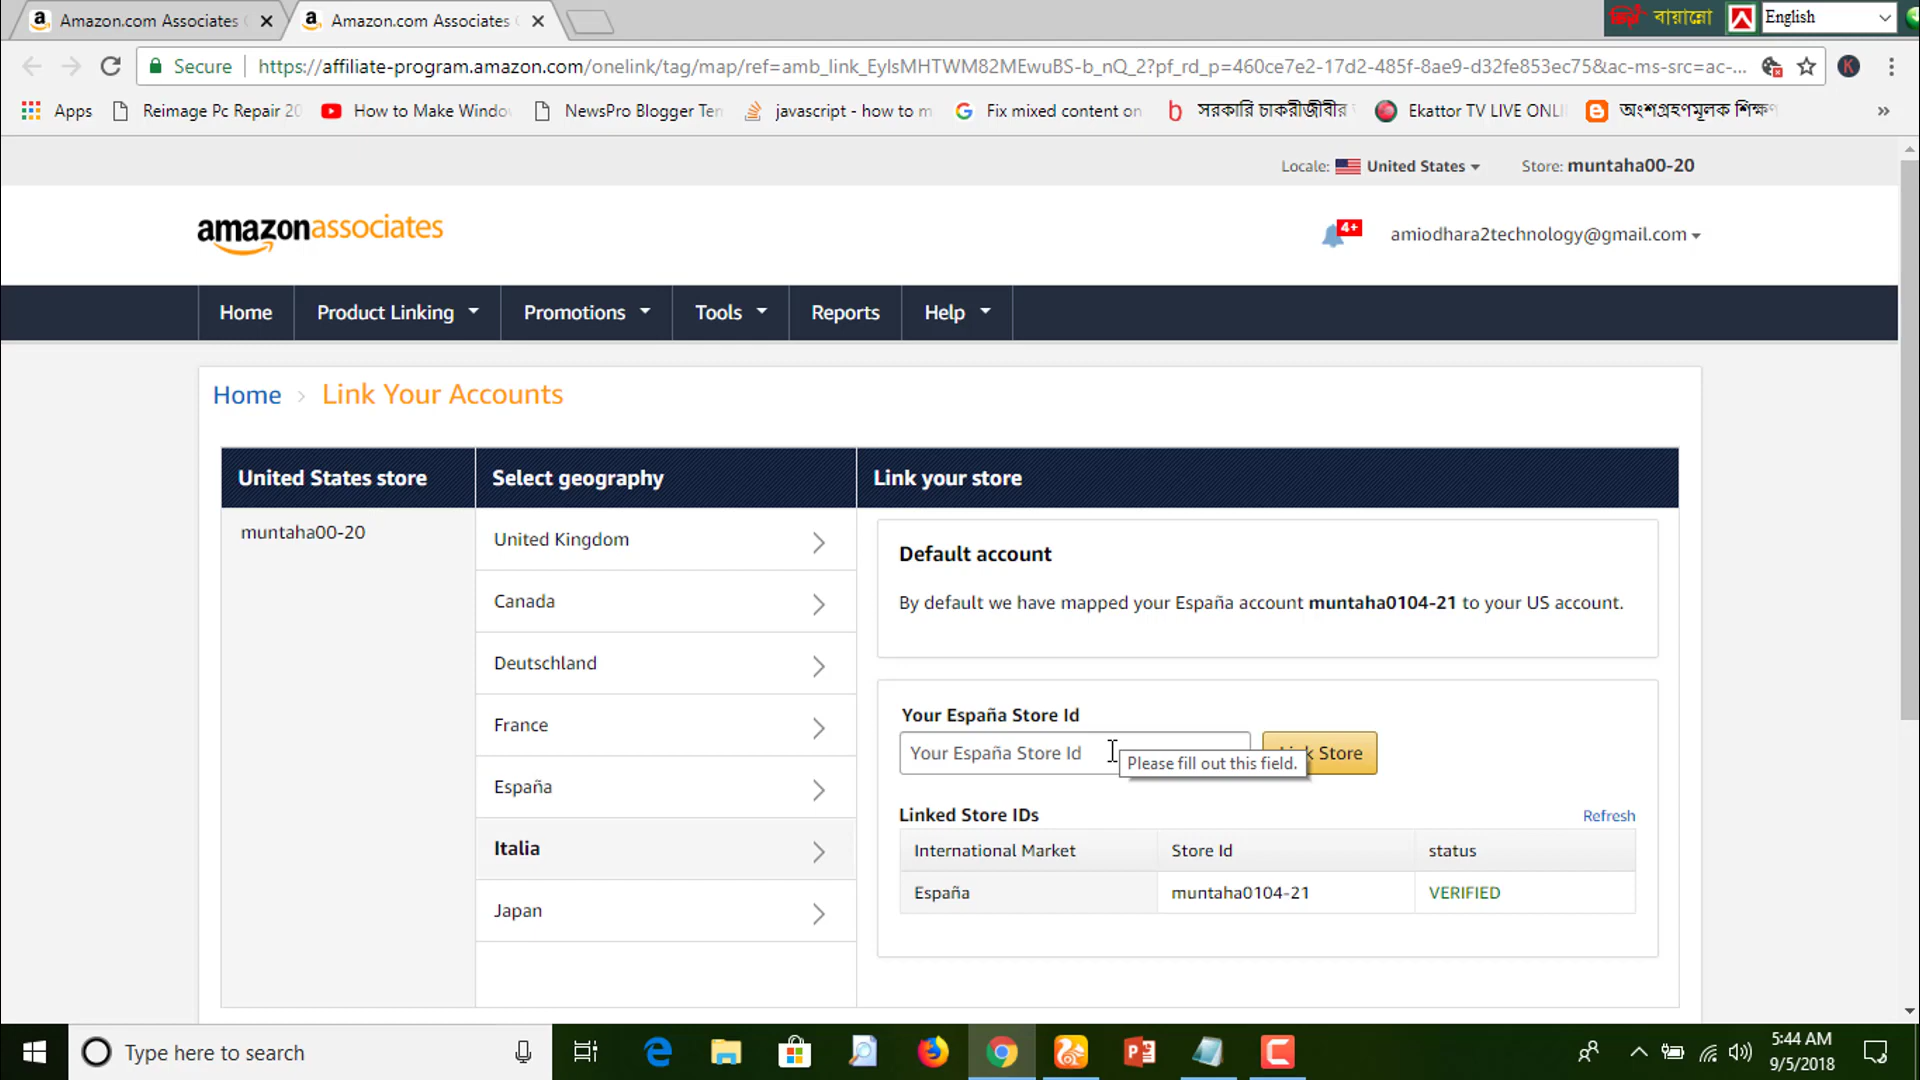 Amazon.com Associates C
Amazon.com Associates C
বায়ান্নো
English
Secure
https://affiliate-program.amazon.com/onelink/tag/map/ref=amb_link_EylsMHTWM82MEwuBS-b_nQ_2?pf_rd_p=460ce7e2-17d2-485f-8ae9-d32fe853ec75&ac-ms-src=ac-...
K
Apps
Reimage Pc Repair 20
How to Make Windo
NewsPro Blogger Ten
javascript - how to m
Fix mixed content on
সরকারি চাকরীজীবীর
Ekattor TV LIVE ONLI
অংশগ্রহণমূলক শিক্ষণ
»
Locale: United States
Store: muntaha00-20
amazonassociates
4+
amiodhara2technology@gmail.com
Home
Product Linking
Promotions
Tools
Reports
Help
Home › Link Your Accounts
United States store
Select geography
Link your store
muntaha00-20
United Kingdom
Canada
Deutschland
France
España
Italia
Japan
Default account
By default we have mapped your España account muntaha0104-21 to your US account.
Your España Store Id
Your España Store Id
Please fill out this field.
Store
Linked Store IDs
Refresh
International Market
Store Id
status
España
muntaha0104-21
VERIFIED
Type here to search
5:44 AM
9/5/2018